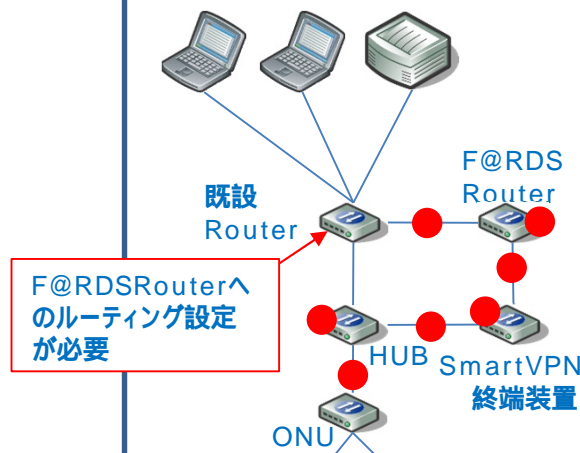 F@RDS
Router
既設
Router
F@RDSRouterへ
のルーティング設定
が必要
HUB
SmartVPN
終端装置
ONU